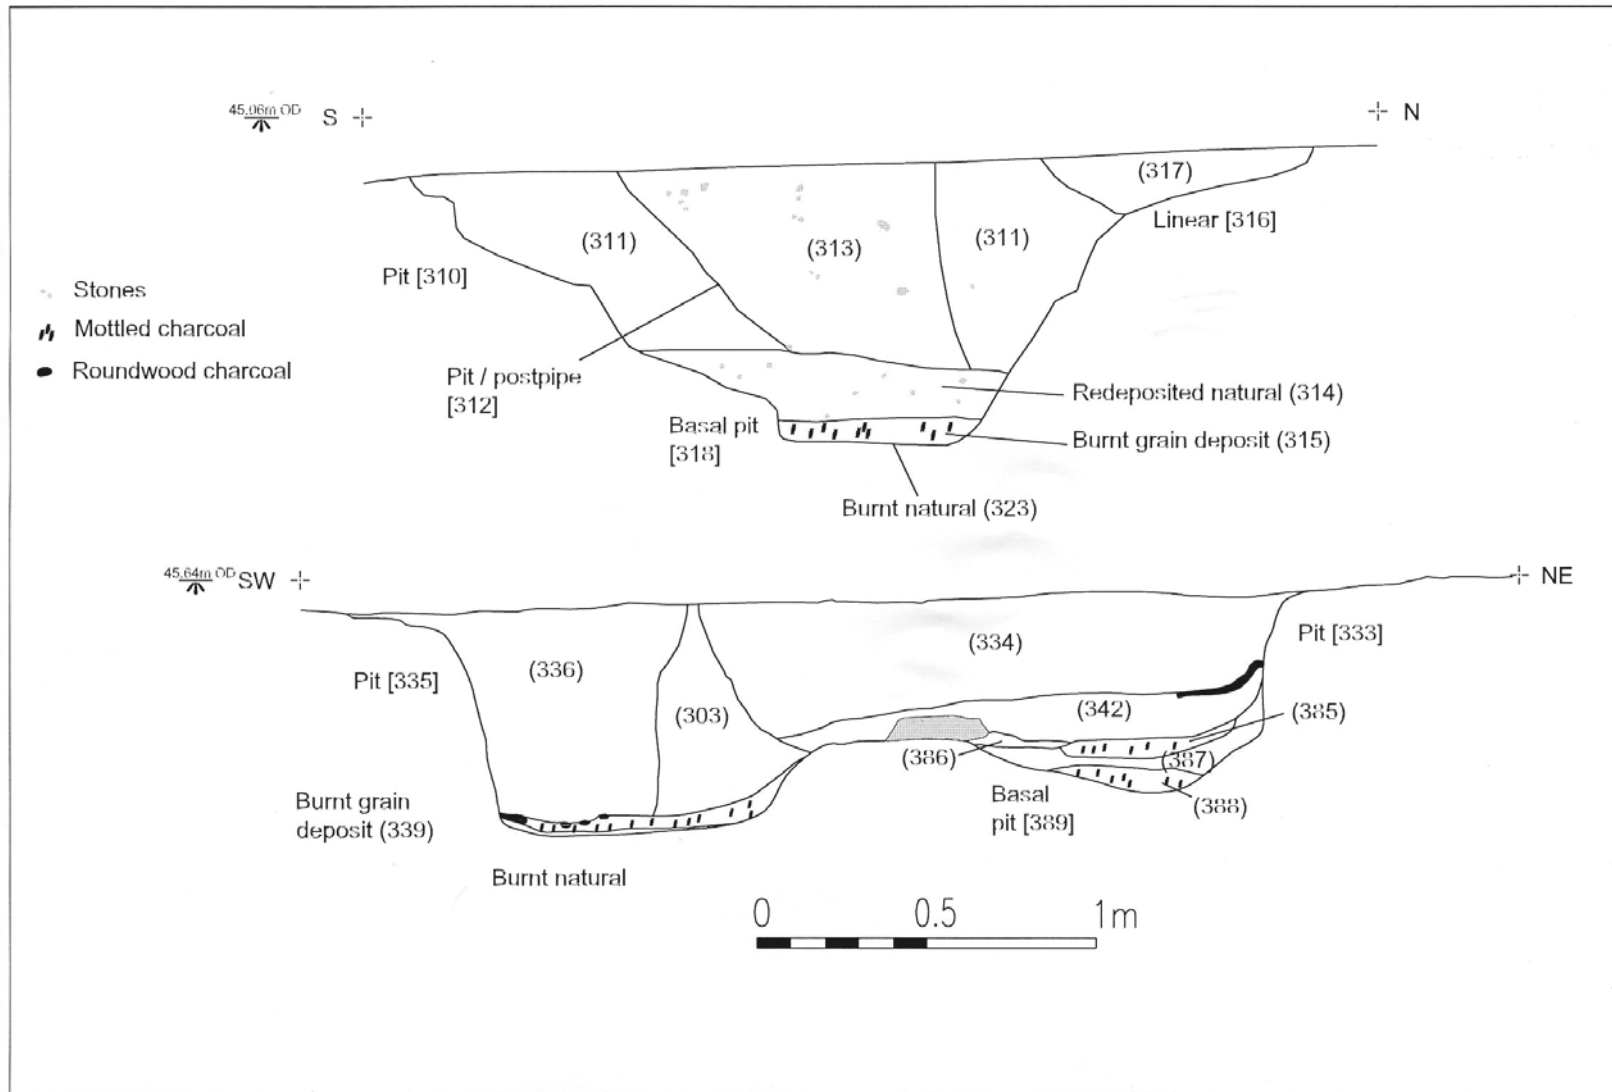 45.06m OD S N
(317)
Linear [316]
(311) (313) (311)
Pit [310]
Stones
Mottled charcoal
Roundwood charcoal
Pit / postpipe
[312]
Redeposited natural (314)
Basal pit
[318]
Burnt grain deposit (315)
Burnt natural (323)
45.64m OD SW NE
Pit [333]
(334)
(336)
Pit [335]
(303)
(342)
(385)
(386)
(387)
(388)
Basal
pit [389]
Burnt grain
deposit (339)
Burnt natural
0 0.5 1m